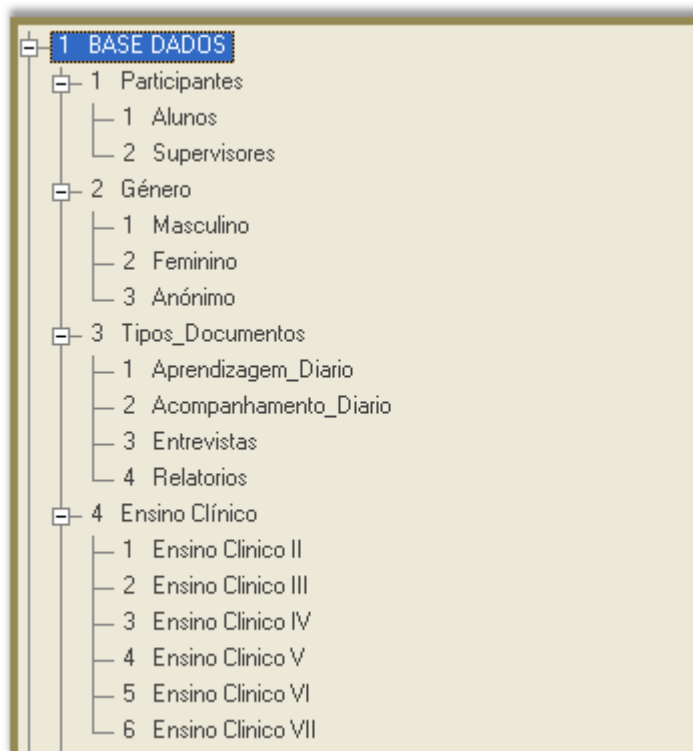 1 BASE DADOS
1 Participantes
1 Alunos
2 Supervisores
2 Género
1 Masculino
2 Feminino
3 Anónimo
3 Tipos_Documentos
1 Aprendizagem_Diario
2 Acompanhamento_Diario
3 Entrevistas
4 Relatorios
4 Ensino Clínico
1 Ensino Clinico II
2 Ensino Clinico III
3 Ensino Clinico IV
4 Ensino Clinico V
5 Ensino Clinico VI
6 Ensino Clinico VII